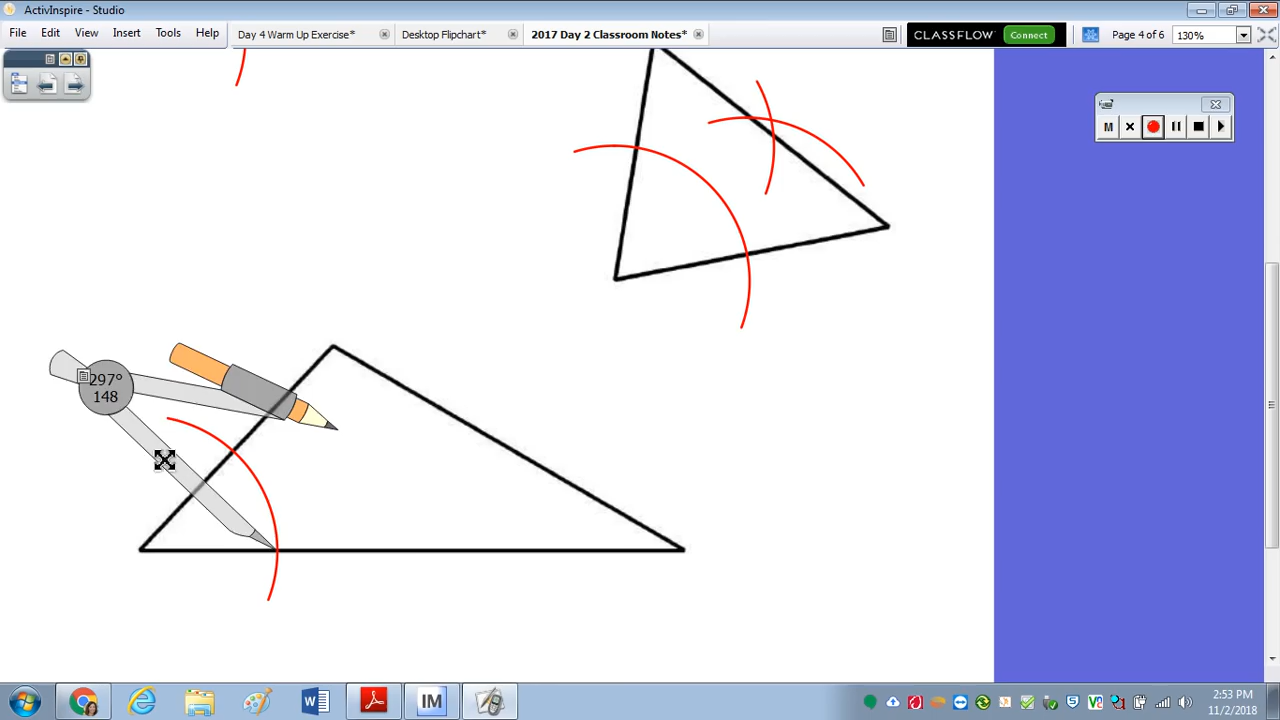 ActivInspire - Studio
File Edit View Insert Tools Help
Day 4 Warm Up Exercise* Desktop Flipchart* 2017 Day 2 Classroom Notes*
CLASSFLOW Connect
Page 4 of 6 130%
M
297°
148
W IM
2:53 PM
11/2/2018